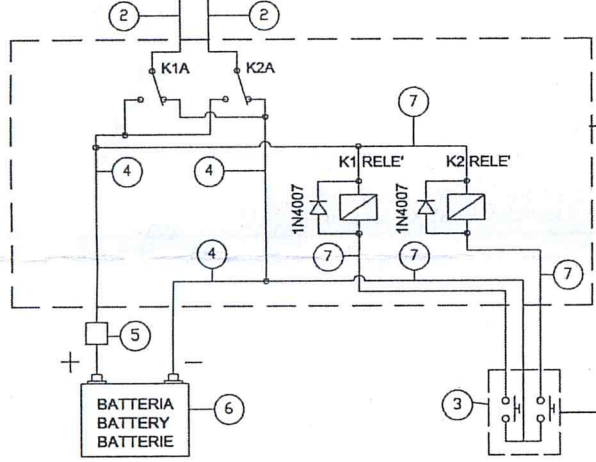 2
2
K1A
K2A
7
4
4
K1 RELE'
K2 RELE'
1N4007
1N4007
4
7
7
7
5
+
−
BATTERIA
BATTERY
BATTERIE
6
3